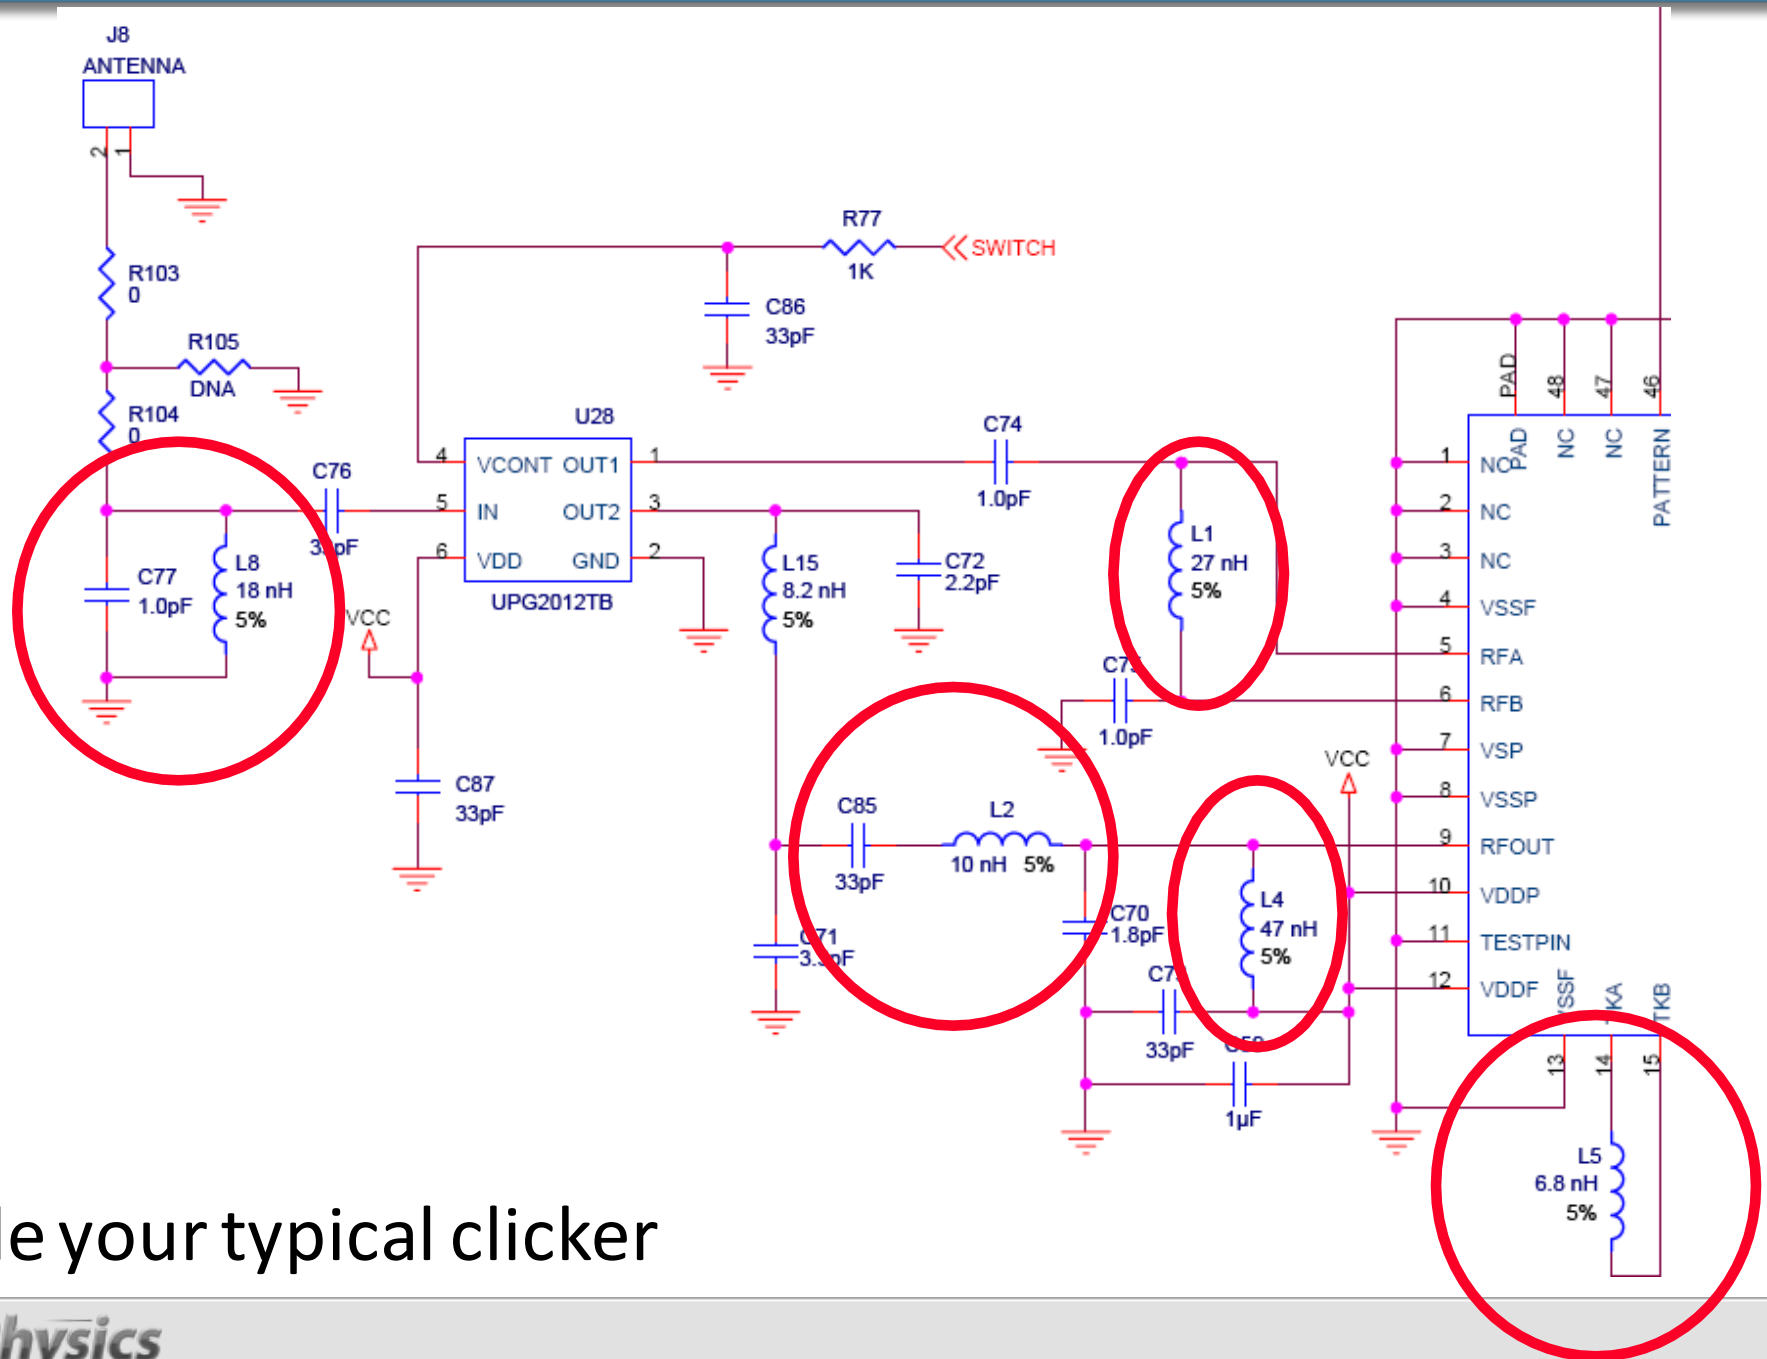 J8
ANTENNA
2 1
R103
0
R105
DNA
R104
0
R77
1K
SWITCH
C86
33pF
U28
4 VCONT OUT1 1
5 IN OUT2 3
6 VDD GND 2
UPG2012TB
C76
C77
1.0pF
L8
18 nH
5%
VCC
C87
33pF
L15
8.2 nH
5%
C72
2.2pF
C74
1.0pF
L1
27 nH
5%
1.0pF
C85
33pF
L2
10 nH 5%
C70
1.8pF
33pF
1µF
VCC
L4
47 nH
5%
PAD 48 47 46
PAD NC NC PATTERN
1 NC
2 NC
3 NC
4 VSSF
5 RFA
6 RFB
7 VSP
8 VSSP
9 RFOUT
10 VDDP
11 TESTPIN
12 VDDF
TKB
13 14 15
L5
6.8 nH
5%
your typical clicker